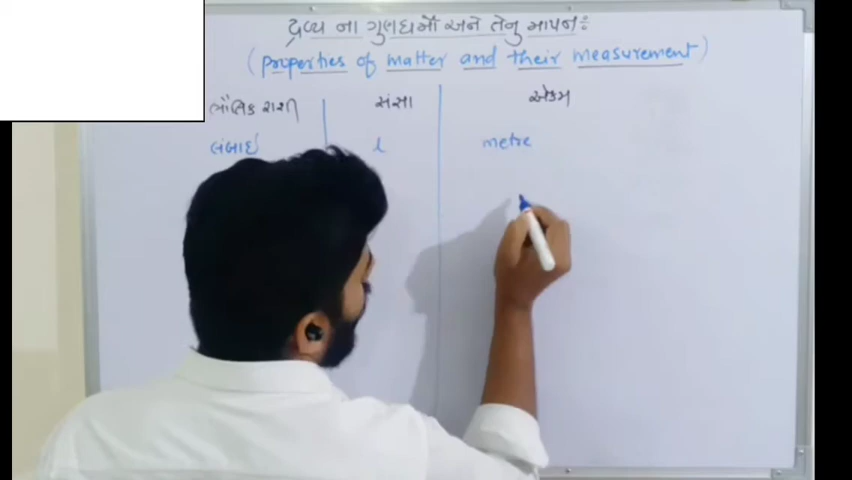 દ્રવ્ય ના ગુણધર્મો અને તેનુ માપન :
(Properties of matter and their measurement)
ભૌતિક રાશી સંજ્ઞા એકમ
લંબાઈ l metre